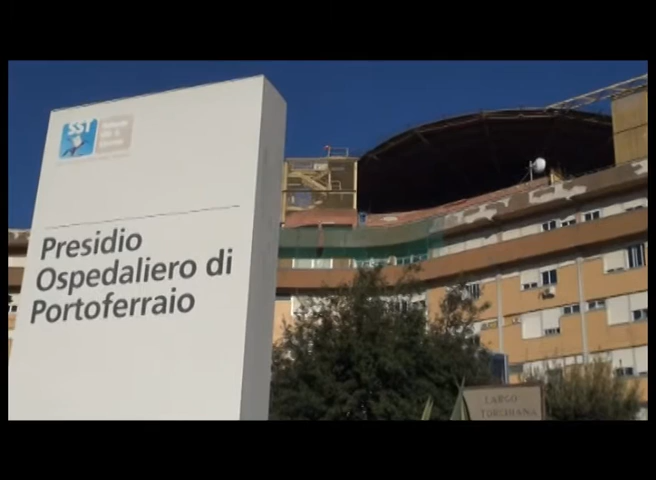 SST
Presidio
Ospedaliero di
Portoferraio
LARGO
TORCHIANA